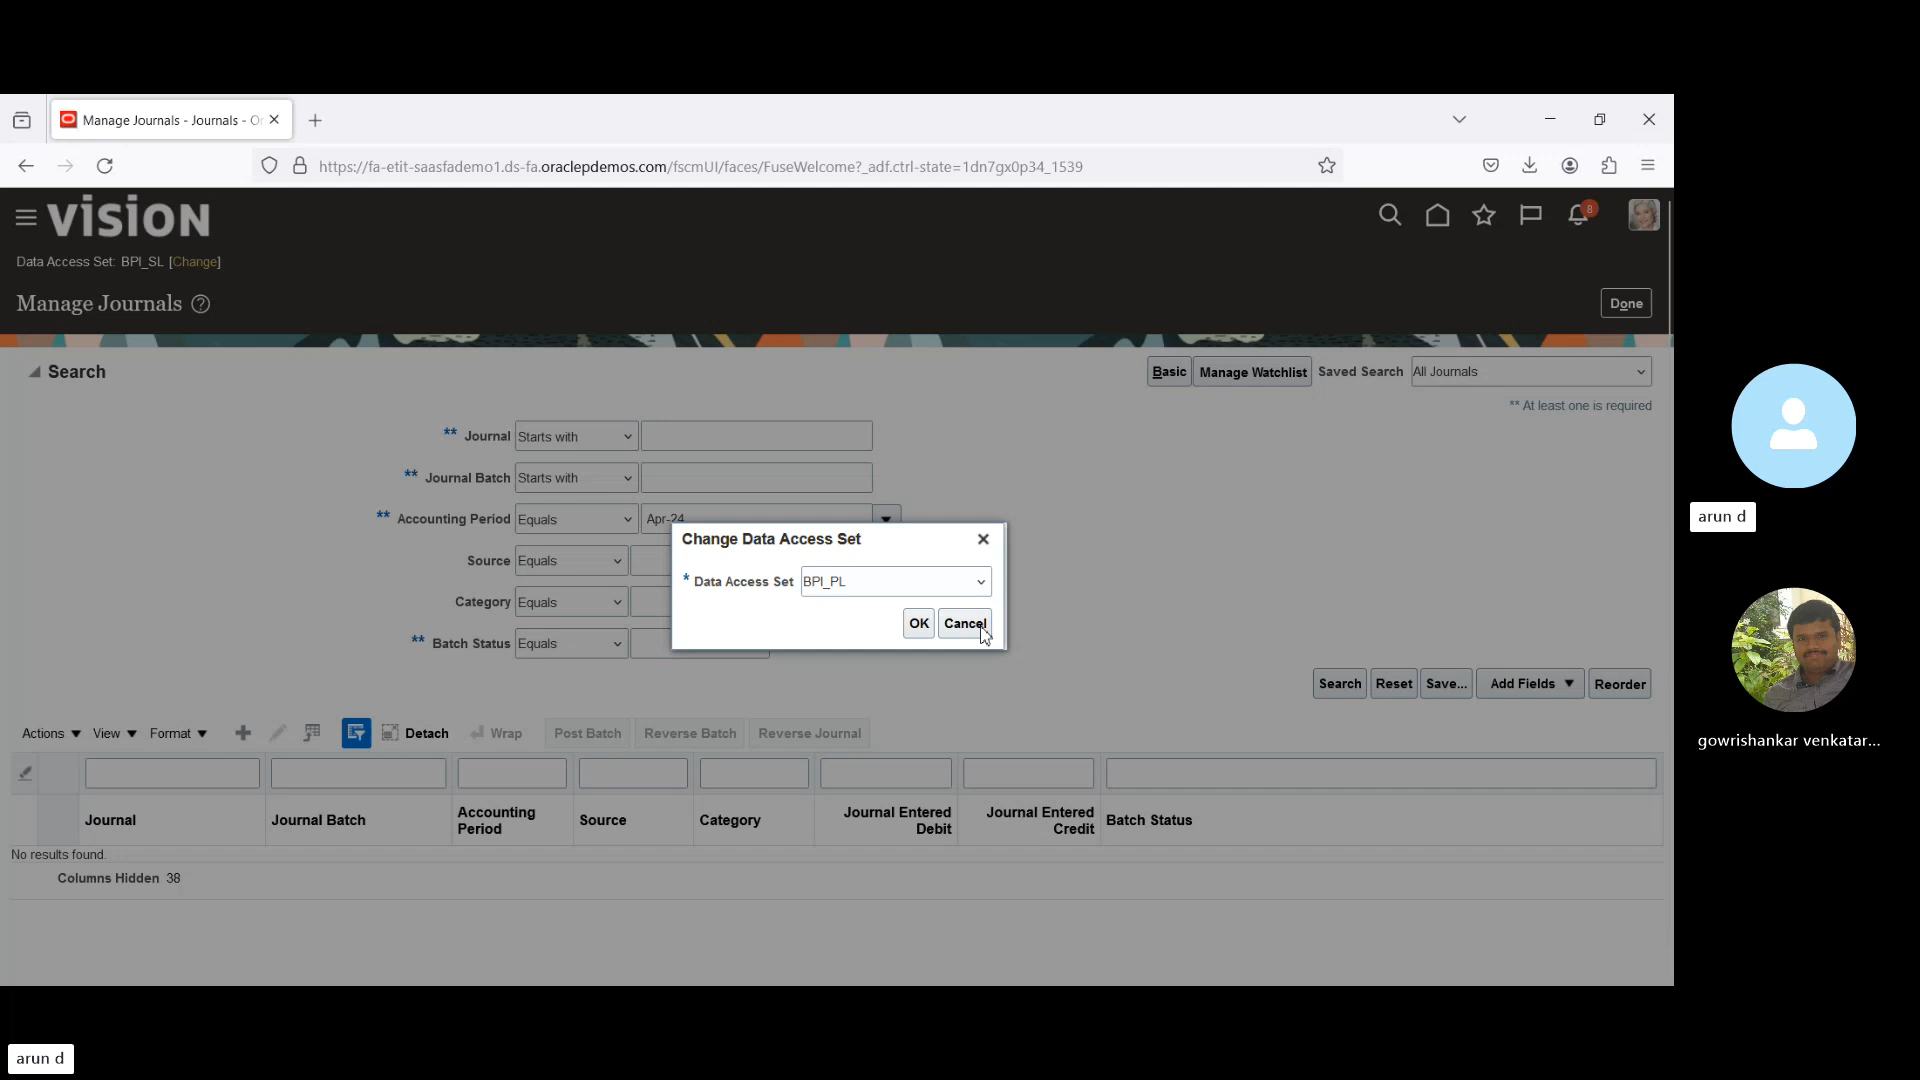 Manage Journals - Journals - Or
https://fa-etit-saasfademo1.ds-fa.oraclepdemos.com/fscmUI/faces/FuseWelcome?_adf.ctrl-state=1dn7gx0p34_1539
VISION
8
Data Access Set: BPI_SL [Change]
Manage Journals
Done
Search
Basic Manage Watchlist Saved Search All Journals
** At least one is required
** Journal Starts with
** Journal Batch Starts with
** Accounting Period Equals Apr-24
Source Equals
Category Equals
** Batch Status Equals
Change Data Access Set
* Data Access Set BPI_PL
OK Cancel
Search Reset Save... Add Fields Reorder
Actions View Format Detach Wrap Post Batch Reverse Batch Reverse Journal
Journal Journal Batch Accounting Period Source Category Journal Entered Debit Journal Entered Credit Batch Status
No results found.
Columns Hidden 38
arun d
gowrishankar venkatar...
arun d